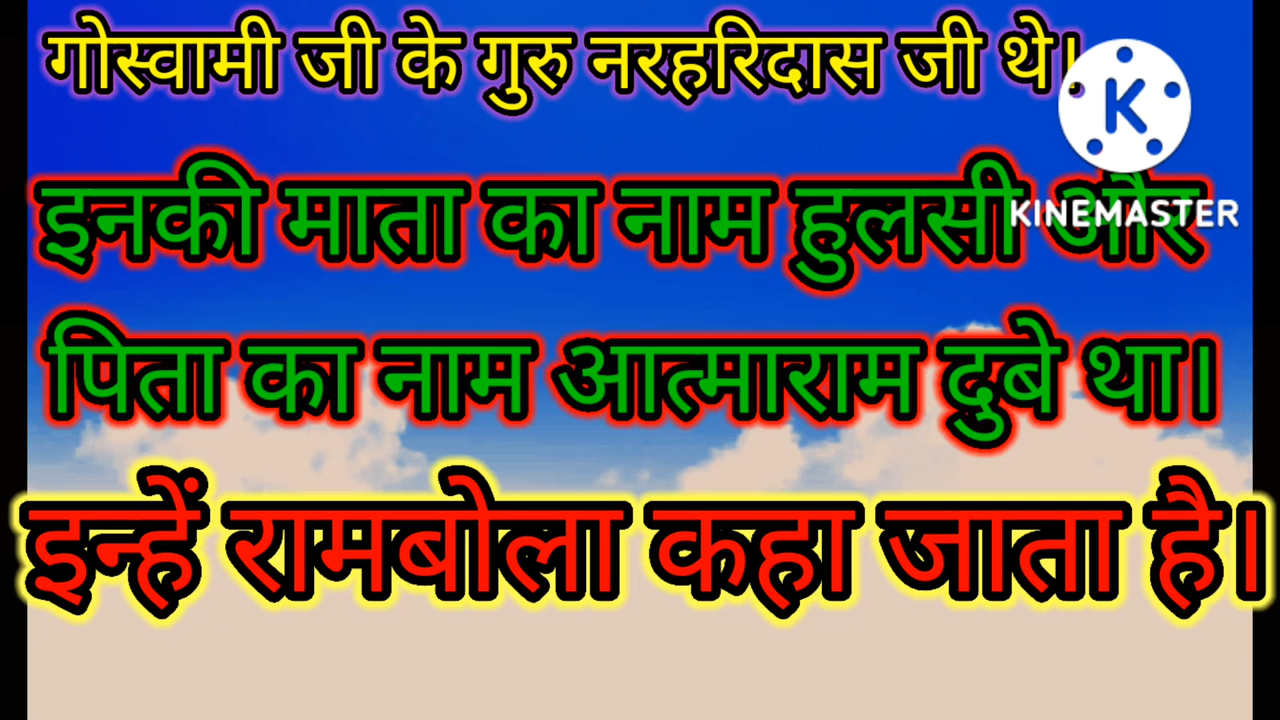 गोस्वामी जी के गुरु नरहरिदास जी थे।
इनकी माता का नाम हुलसी और
पिता का नाम आत्माराम दुबे था।
इन्हें रामबोला कहा जाता है।
K
KINEMASTER